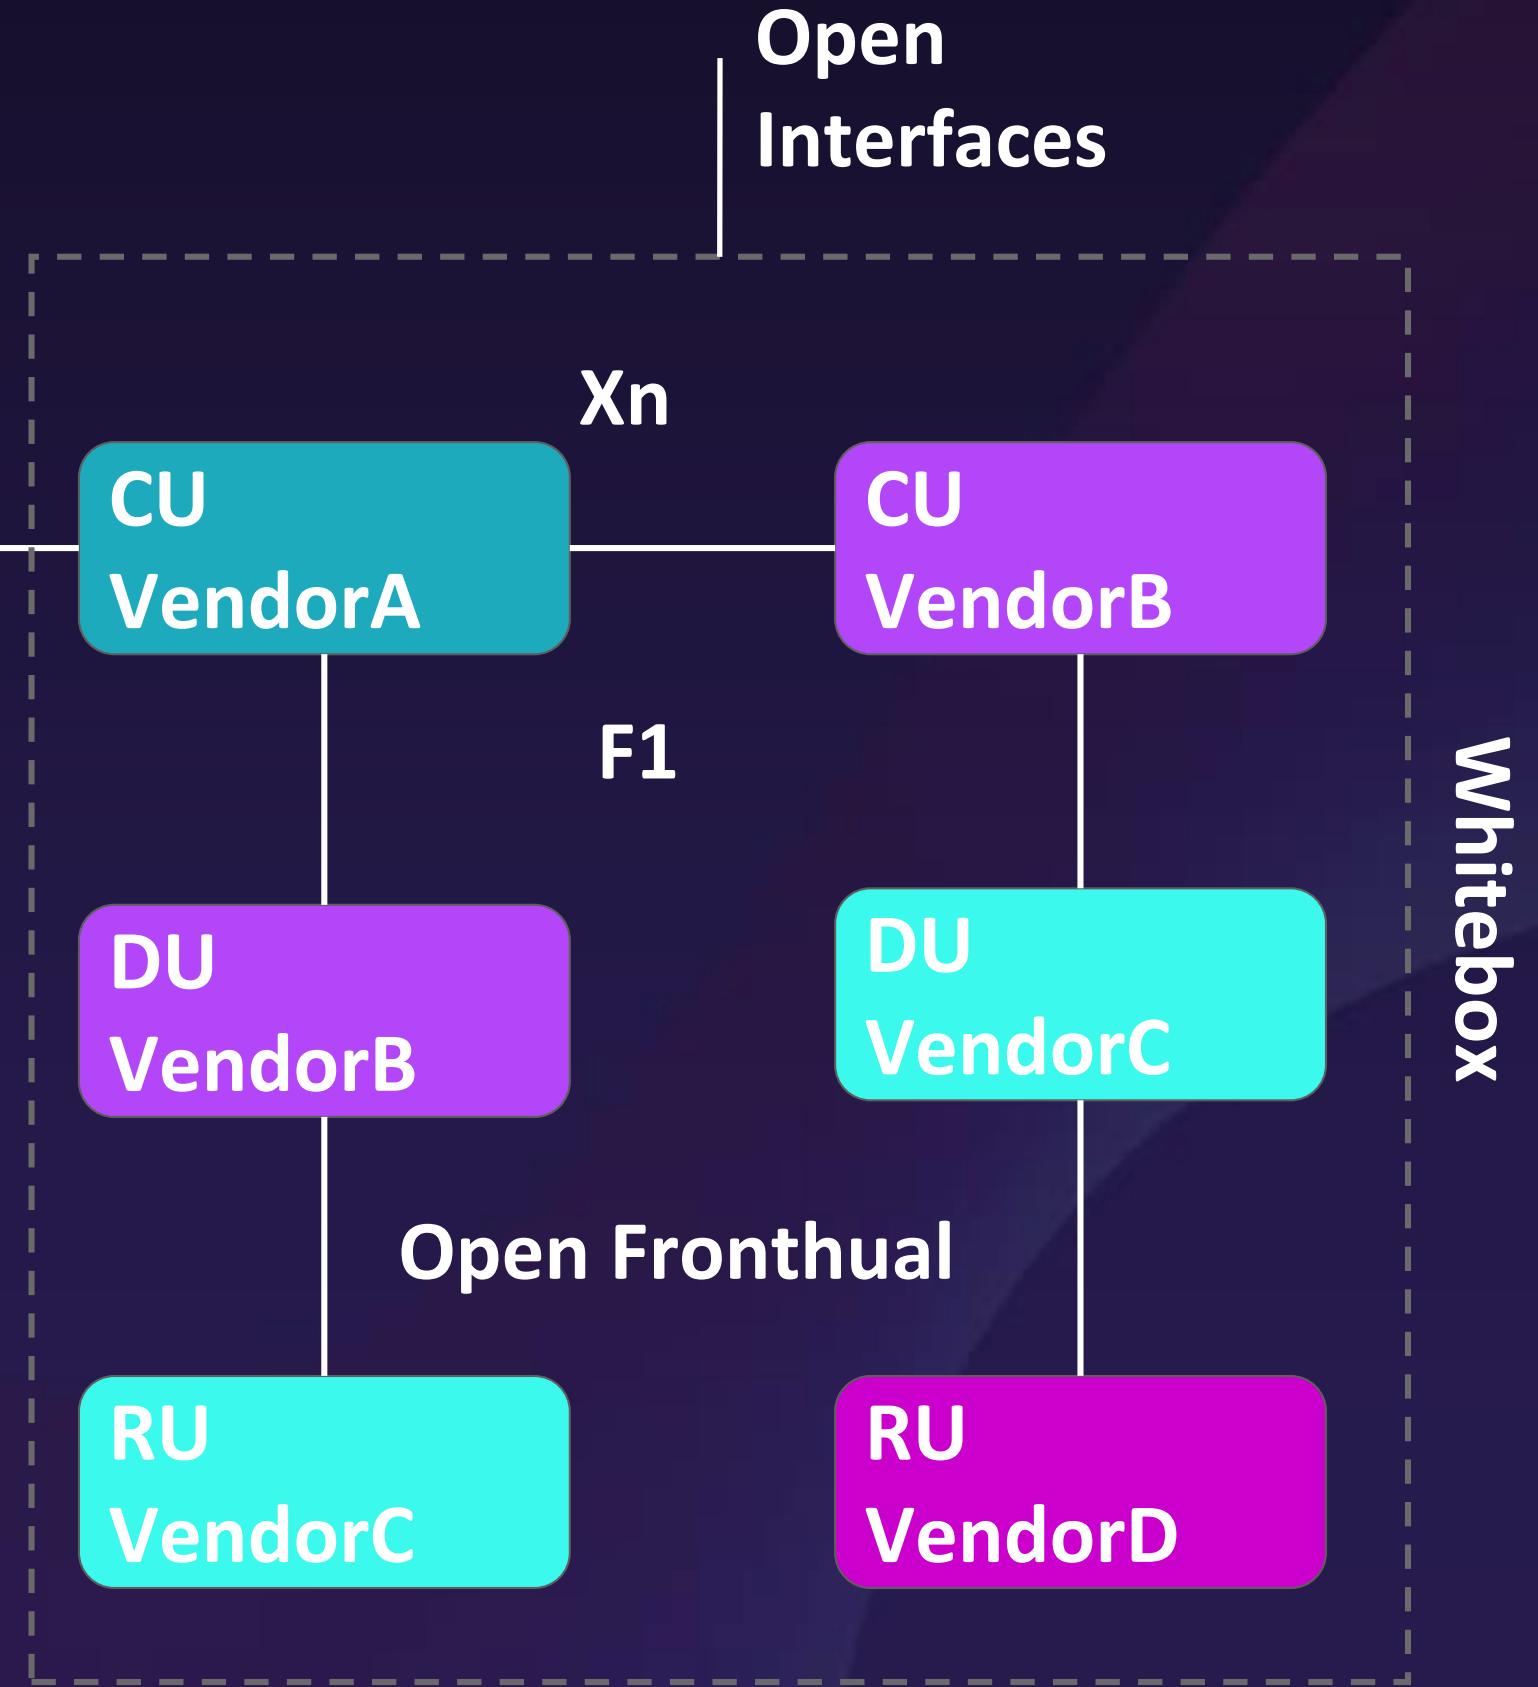 Open
Interfaces
Xn
CU
VendorA
CU
VendorB
F1
Whitebox
DU
VendorB
DU
VendorC
Open Fronthual
RU
VendorC
RU
VendorD